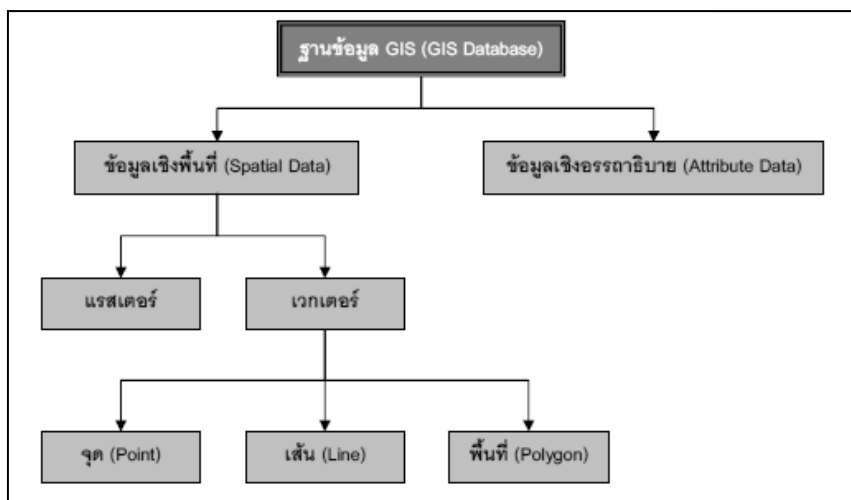 ฐานข้อมูล GIS (GIS Database)
ข้อมูลเชิงพื้นที่ (Spatial Data)
ข้อมูลเชิงอรรถาธิบาย (Attribute Data)
แรสเตอร์
เวกเตอร์
จุด (Point)
เส้น (Line)
พื้นที่ (Polygon)